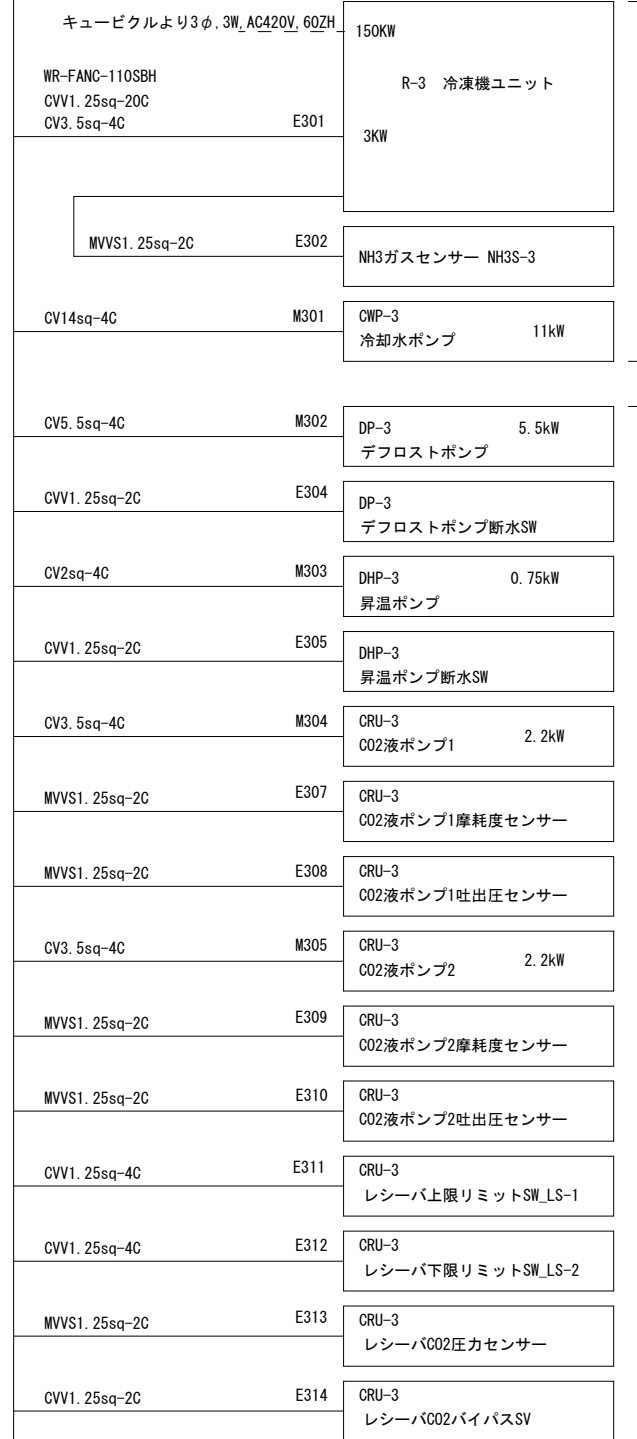 キュービクルより3φ,3W,AC420V,60ZH
150KW
WR-FANC-110SBH
R-3 冷凍機ユニット
CVV1.25sq-20C
CV3.5sq-4C
E301
3KW
MVVS1.25sq-2C
E302
NH3ガスセンサー NH3S-3
CV14sq-4C
M301
CWP-3
冷却水ポンプ
11kW
CV5.5sq-4C
M302
DP-3
5.5kW
デフロストポンプ
CVV1.25sq-2C
E304
DP-3
デフロストポンプ断水SW
CV2sq-4C
M303
DHP-3
0.75kW
昇温ポンプ
CVV1.25sq-2C
E305
DHP-3
昇温ポンプ断水SW
CV3.5sq-4C
M304
CRU-3
CO2液ポンプ1
2.2kW
MVVS1.25sq-2C
E307
CRU-3
CO2液ポンプ1摩耗度センサー
MVVS1.25sq-2C
E308
CRU-3
CO2液ポンプ1吐出圧センサー
CV3.5sq-4C
M305
CRU-3
CO2液ポンプ2
2.2kW
MVVS1.25sq-2C
E309
CRU-3
CO2液ポンプ2摩耗度センサー
MVVS1.25sq-2C
E310
CRU-3
CO2液ポンプ2吐出圧センサー
CVV1.25sq-4C
E311
CRU-3
レシーバ上限リミットSW_LS-1
CVV1.25sq-4C
E312
CRU-3
レシーバ下限リミットSW_LS-2
MVVS1.25sq-2C
E313
CRU-3
レシーバCO2圧力センサー
CVV1.25sq-2C
E314
CRU-3
レシーバCO2バイパスSV